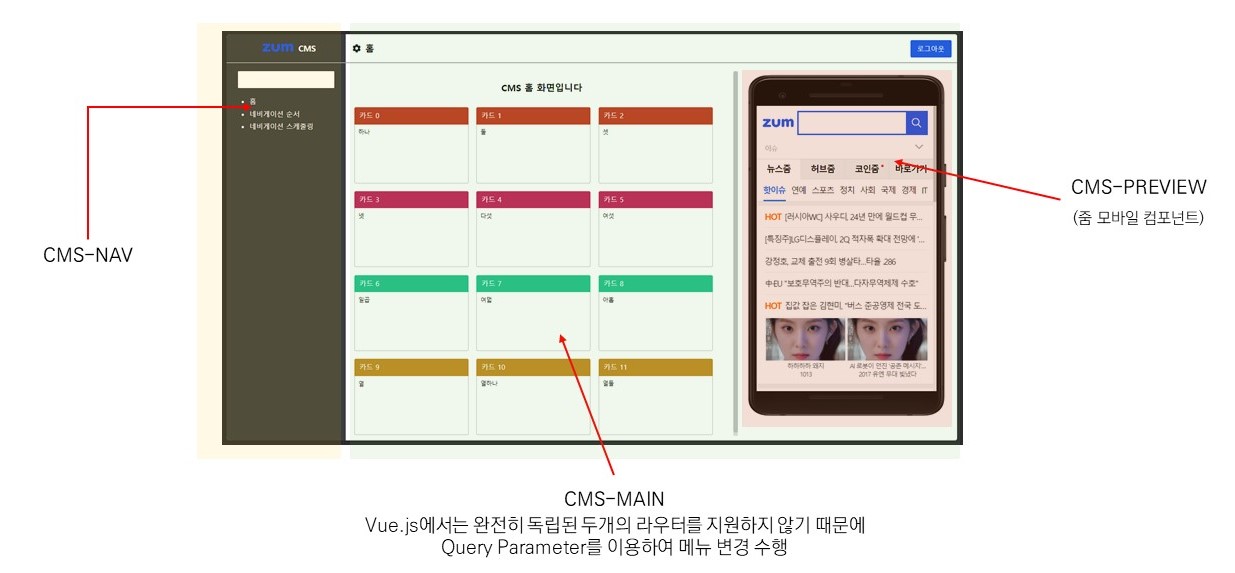 zum CMS
홈
로그아웃
홈
네비게이션 순서
네비게이션 스케줄링
CMS 홈 화면입니다
카드 0
하나
카드 1
둘
카드 2
셋
카드 3
넷
카드 4
다섯
카드 5
여섯
카드 6
일곱
카드 7
여덟
카드 8
아홉
카드 9
열
카드 10
열하나
카드 11
열둘
zum
이슈
뉴스줌 허브줌 코인줌 바로가기
핫이슈 연예 스포츠 정치 사회 국제 경제 IT
HOT [러시아WC] 사우디, 24년 만에 월드컵 무...
[특징주]LG디스플레이, 2Q 적자폭 확대 전망에 '...
강정호, 교체 출전 9회 병살타...타율 .286
中·EU "보호무역주의 반대...다자무역체제 수호"
HOT 집값 잡은 김현미, "버스 준공영제 전국 도...
하하하하 왜지
1013
AI 로봇이 던진 '공존 메시지'...
2017 유엔 무대 빛냈다
CMS-NAV
CMS-PREVIEW
(줌 모바일 컴포넌트)
CMS-MAIN
Vue.js에서는 완전히 독립된 두개의 라우터를 지원하지 않기 때문에
Query Parameter를 이용하여 메뉴 변경 수행